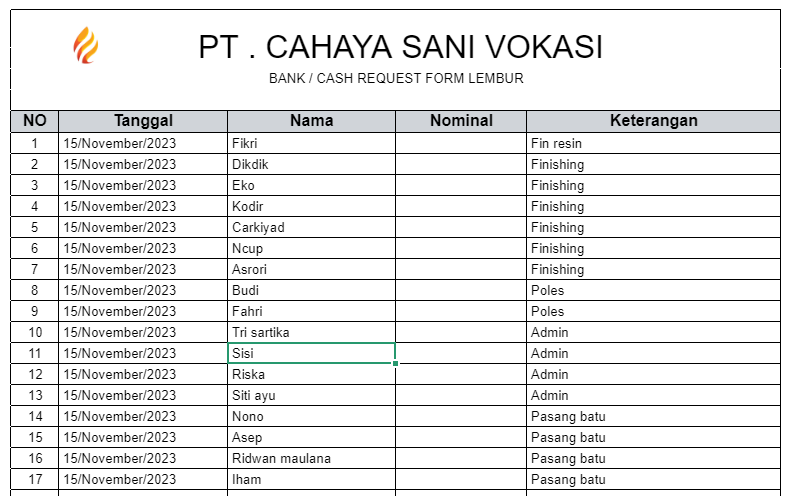 PT . CAHAYA SANI VOKASI
BANK / CASH REQUEST FORM LEMBUR
NO Tanggal Nama Nominal Keterangan
1 15/November/2023 Fikri Fin resin
2 15/November/2023 Dikdik Finishing
3 15/November/2023 Eko Finishing
4 15/November/2023 Kodir Finishing
5 15/November/2023 Carkiyad Finishing
6 15/November/2023 Ncup Finishing
7 15/November/2023 Asrori Finishing
8 15/November/2023 Budi Poles
9 15/November/2023 Fahri Poles
10 15/November/2023 Tri sartika Admin
11 15/November/2023 Sisi Admin
12 15/November/2023 Riska Admin
13 15/November/2023 Siti ayu Admin
14 15/November/2023 Nono Pasang batu
15 15/November/2023 Asep Pasang batu
16 15/November/2023 Ridwan maulana Pasang batu
17 15/November/2023 Iham Pasang batu